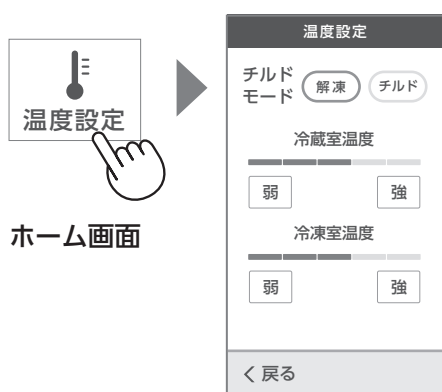 温度設定
ホーム画面
温度設定
チルド
モード
解凍
チルド
冷蔵室温度
弱
強
冷凍室温度
弱
強
く戻る